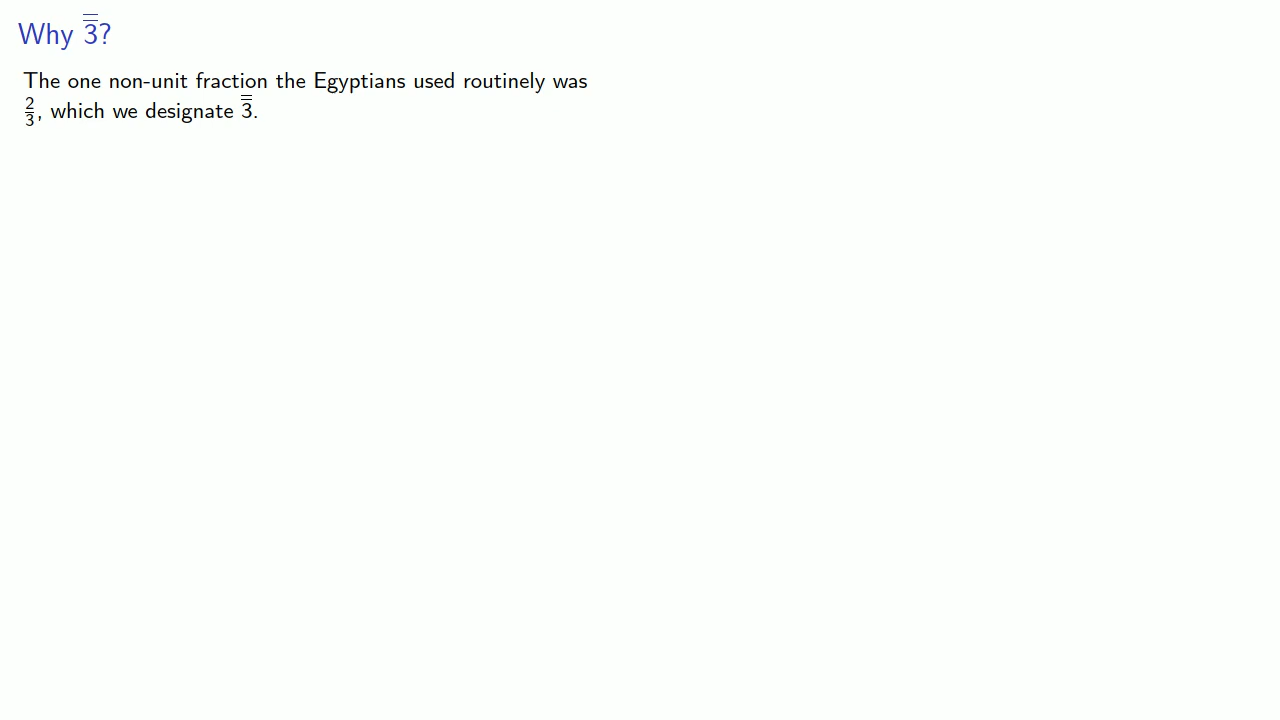 Why 3̿?
The one non-unit fraction the Egyptians used routinely was
2/3, which we designate 3̿.